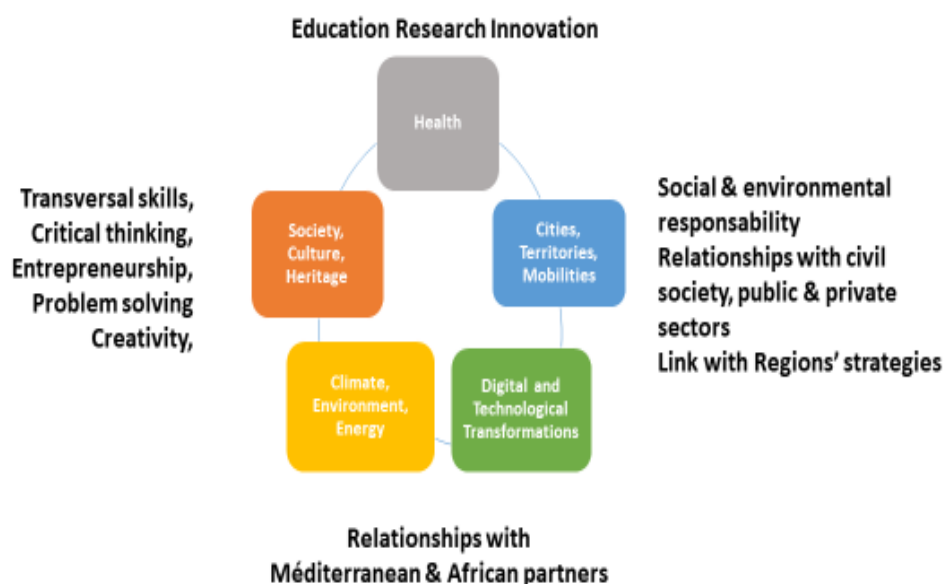 Education Research Innovation
Health
Transversal skills,
Critical thinking,
Entrepreneurship,
Problem solving
Creativity,
Society,
Culture,
Heritage
Cities,
Territories,
Mobilities
Social & environmental
responsability
Relationships with civil
society, public & private
sectors
Link with Regions’ strategies
Climate,
Environment,
Energy
Digital and
Technological
Transformations
Relationships with
Méditerranean & African partners